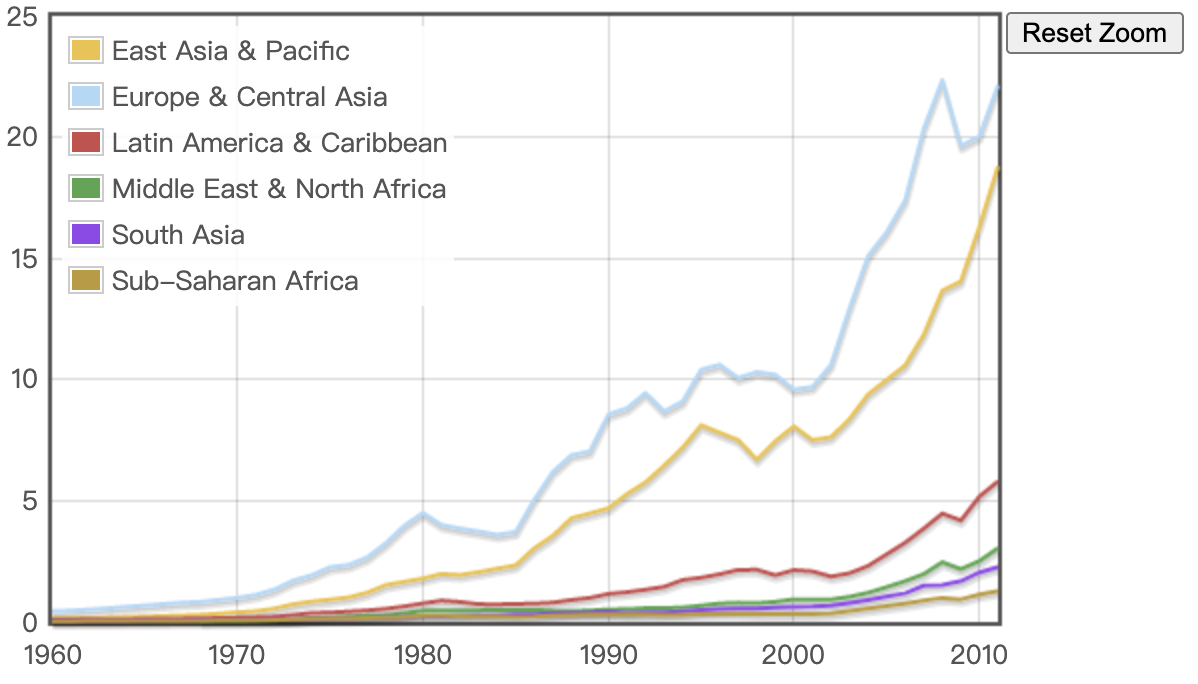 25
Reset Zoom
East Asia & Pacific
Europe & Central Asia
20
Latin America & Caribbean
Middle East & North Africa
South Asia
15
Sub-Saharan Africa
10
5
0
1960 1970 1980 1990 2000 2010